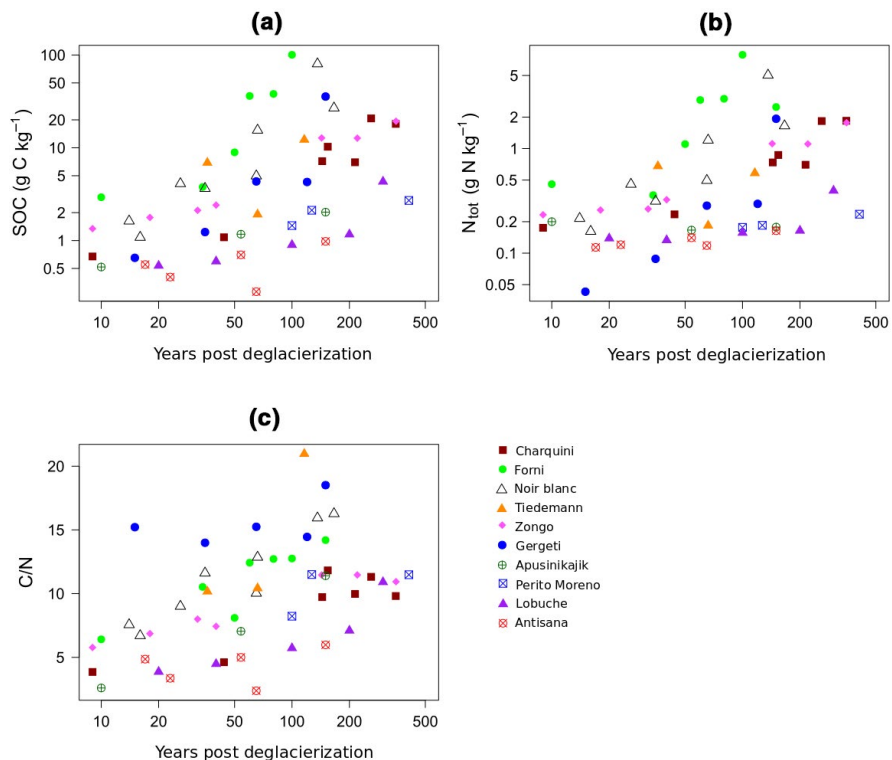 (a)
SOC (g C kg⁻¹)
100
50
20
10
5
2
1
0.5
10 20 50 100 200 500
Years post deglacierization
(b)
Ntot (g N kg⁻¹)
5
2
1
0.5
0.2
0.1
0.05
10 20 50 100 200 500
Years post deglacierization
(c)
C/N
20
15
10
5
10 20 50 100 200 500
Years post deglacierization
Charquini
Forni
Noir blanc
Tiedemann
Zongo
Gergeti
Apusinikajik
Perito Moreno
Lobuche
Antisana